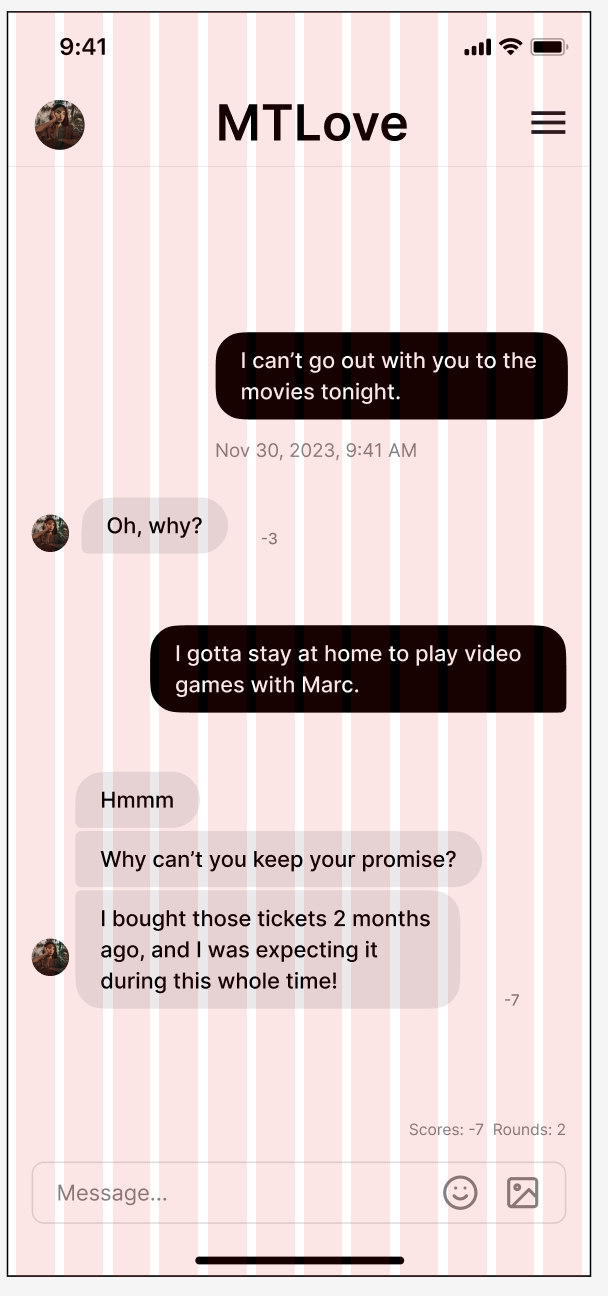 9:41
MTLove
I can’t go out with you to the
movies tonight.
Nov 30, 2023, 9:41 AM
Oh, why?
-3
I gotta stay at home to play video
games with Marc.
Hmmm
Why can’t you keep your promise?
I bought those tickets 2 months
ago, and I was expecting it
during this whole time!
-7
Scores: -7 Rounds: 2
Message...